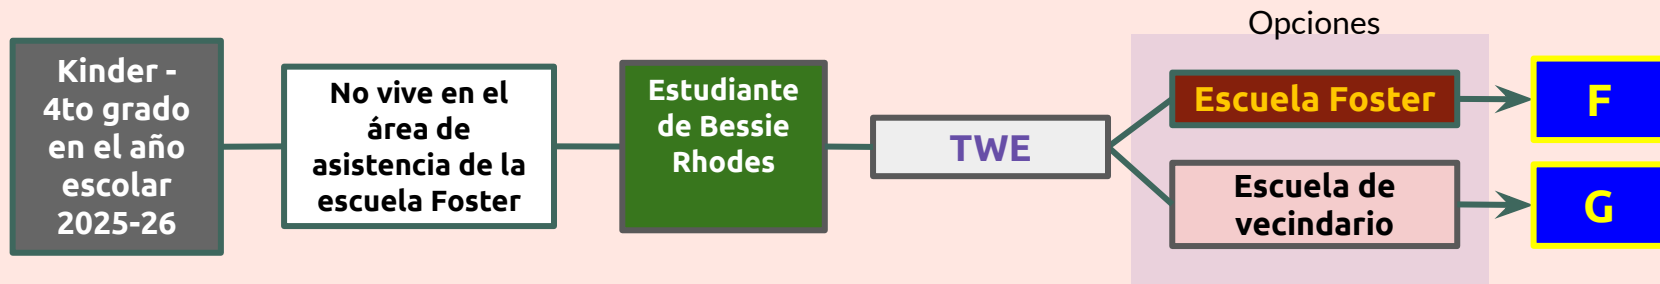 Opciones
Kinder -
4to grado
en el año
escolar
2025-26
No vive en el
área de
asistencia de la
escuela Foster
Estudiante
de Bessie
Rhodes
TWE
Escuela Foster
F
Escuela de
vecindario
G